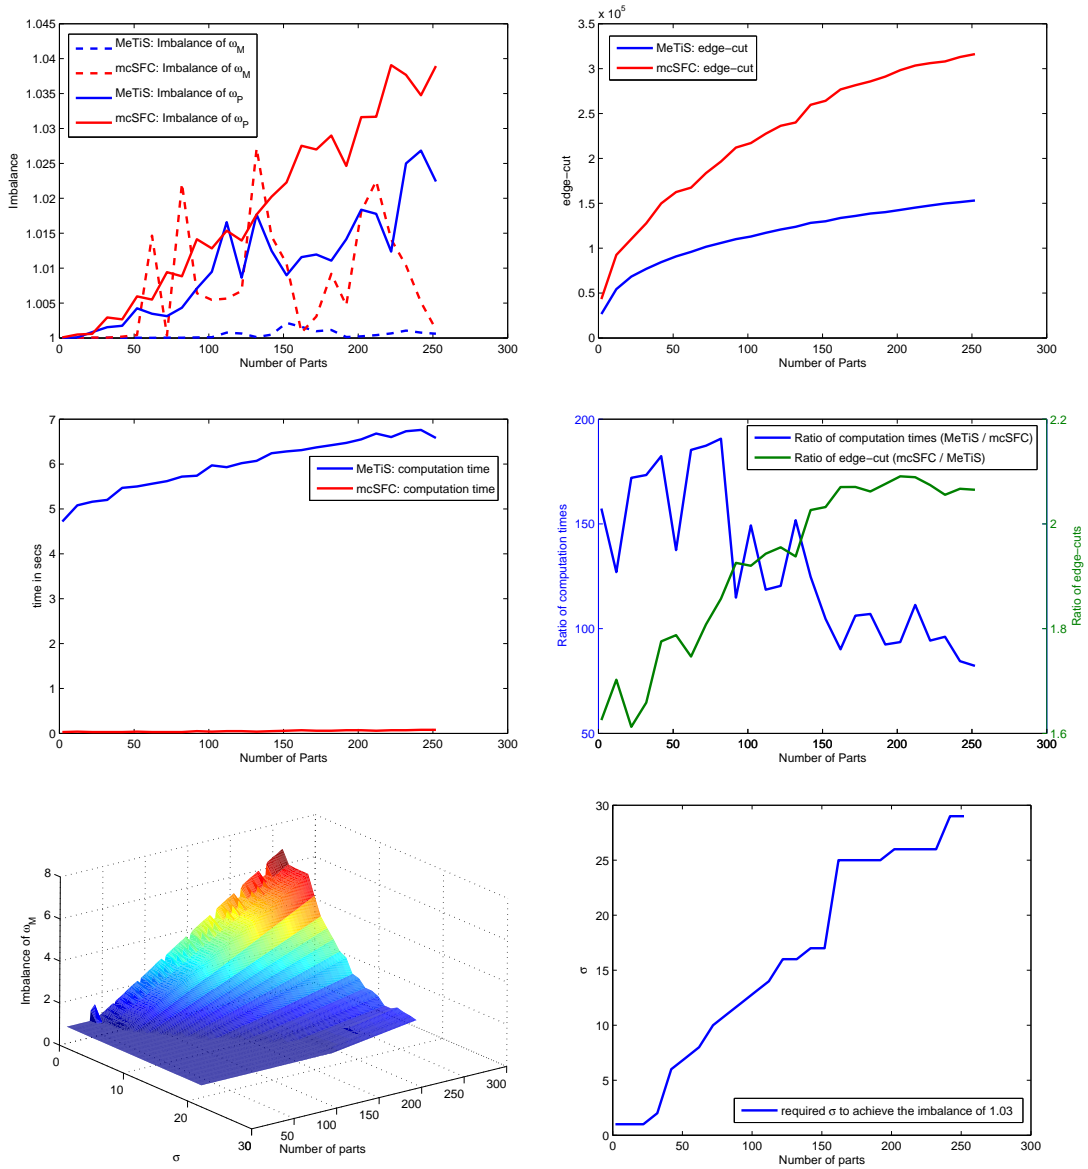 1.045
1.04
1.035
1.03
1.025
1.02
1.015
1.01
1.005
1
0 50 100 150 200 250 300
Number of Parts
Imbalance
MeTiS: Imbalance of ω_M
mcSFC: Imbalance of ω_M
MeTiS: Imbalance of ω_P
mcSFC: Imbalance of ω_P
x 10^5
3.5
3
2.5
2
1.5
1
0.5
0
0 50 100 150 200 250 300
Number of Parts
edge−cut
MeTiS: edge−cut
mcSFC: edge−cut
7
6
5
4
3
2
1
0
0 50 100 150 200 250 300
Number of Parts
time in secs
MeTiS: computation time
mcSFC: computation time
200
150
100
50
2.2
2
1.8
1.6
0 50 100 150 200 250 300
Number of Parts
Ratio of computation times
Ratio of edge−cuts
Ratio of computation times (MeTiS / mcSFC)
Ratio of edge−cut (mcSFC / MeTiS)
8
6
4
2
0
Imbalance of ω_M
0
10
20
30
σ
50
100
150
200
250
300
Number of parts
30
25
20
15
10
5
0
0 50 100 150 200 250 300
Number of parts
σ
required σ to achieve the imbalance of 1.03